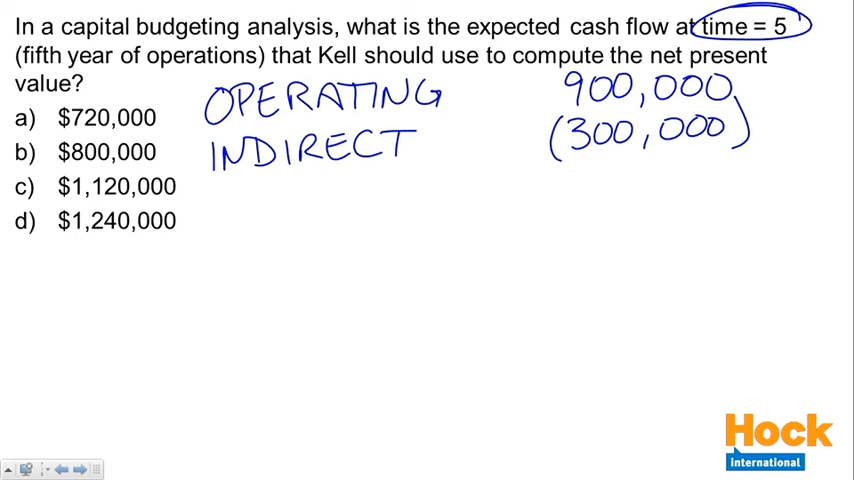 In a capital budgeting analysis, what is the expected cash flow at time = 5
(fifth year of operations) that Kell should use to compute the net present
value?
OPERATING 900,000
a) $720,000
INDIRECT (300,000)
b) $800,000
c) $1,120,000
d) $1,240,000
Hock
international